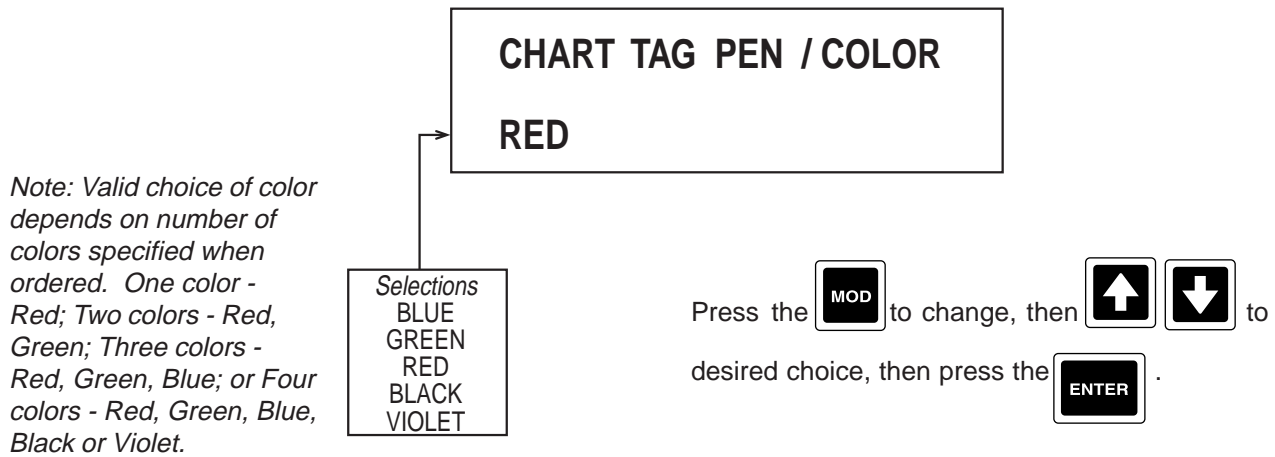 CHART TAG PEN / COLOR
RED
Note: Valid choice of color
depends on number of
colors specified when
ordered. One color -
Red; Two colors - Red,
Green; Three colors -
Red, Green, Blue; or Four
colors - Red, Green, Blue,
Black or Violet.
Selections
BLUE
GREEN
RED
BLACK
VIOLET
Press the MOD to change, then to
desired choice, then press the ENTER .